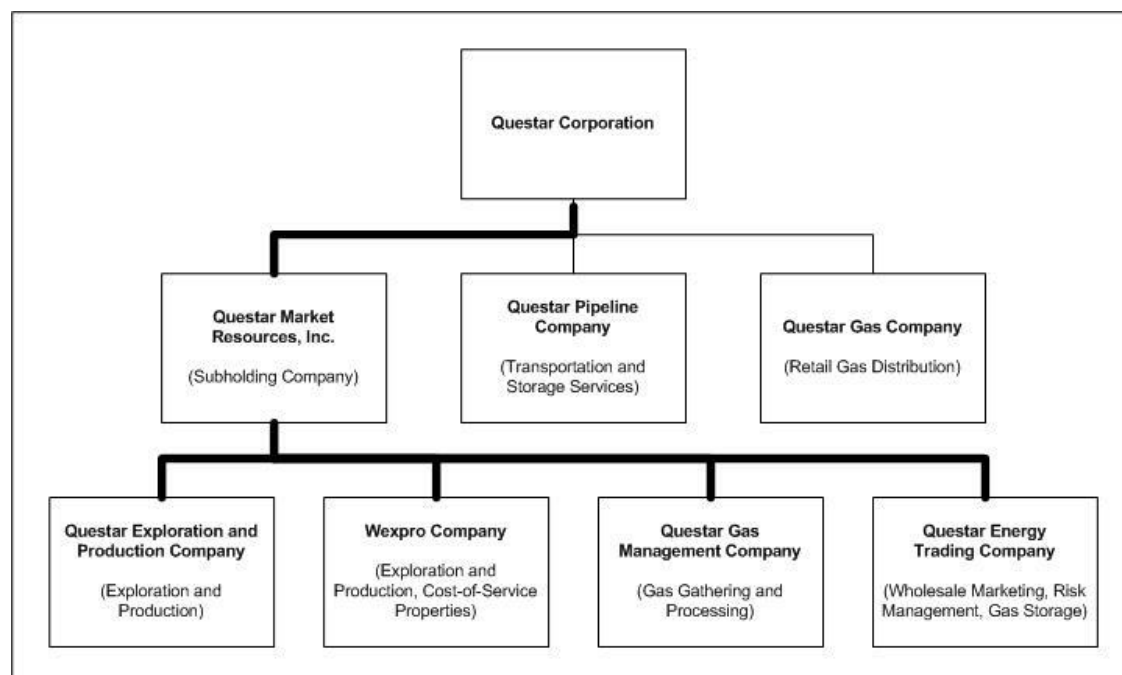 Questar Corporation
Questar Market
Resources, Inc.
(Subholding Company)
Questar Pipeline
Company
(Transportation and
Storage Services)
Questar Gas Company
(Retail Gas Distribution)
Questar Exploration and
Production Company
(Exploration and
Production)
Wexpro Company
(Exploration and
Production, Cost-of-Service
Properties)
Questar Gas
Management Company
(Gas Gathering and
Processing)
Questar Energy
Trading Company
(Wholesale Marketing, Risk
Management, Gas Storage)